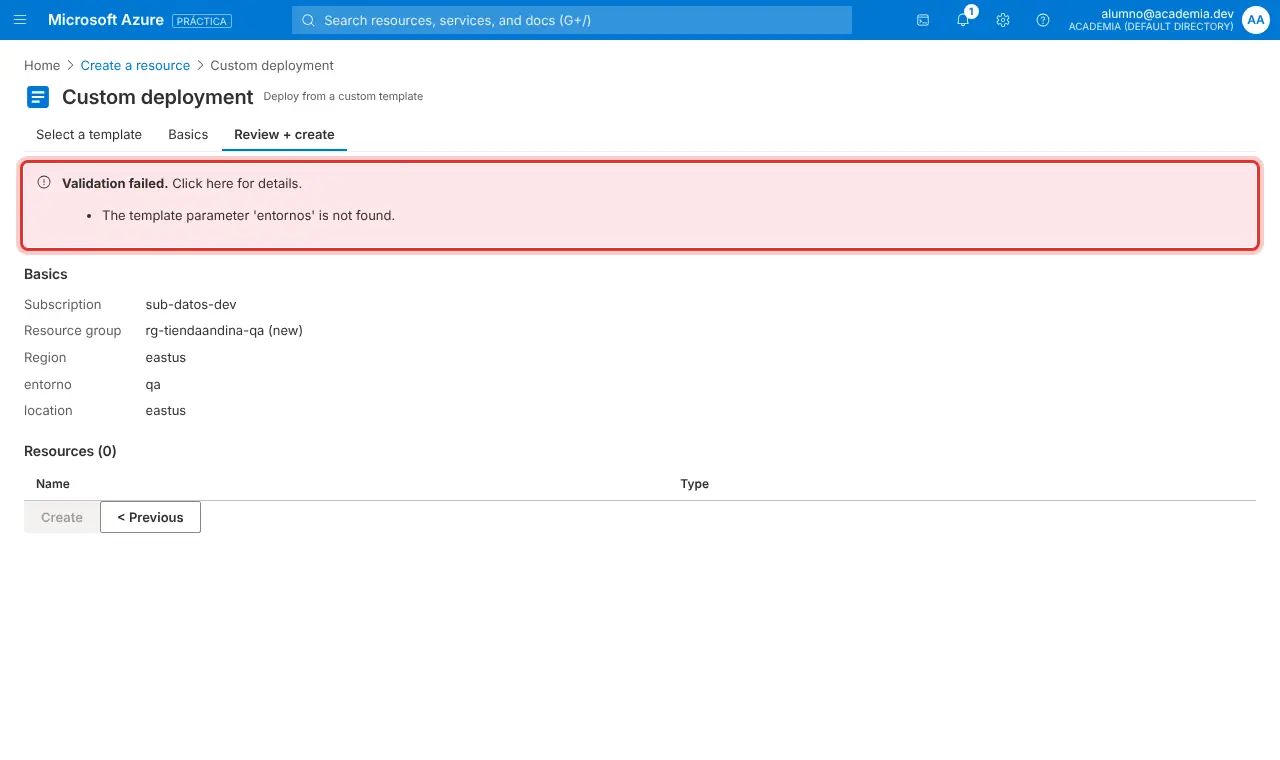 Microsoft Azure PRÁCTICA
Search resources, services, and docs (G+/)
1
alumno@academia.dev
ACADEMIA (DEFAULT DIRECTORY)
AA
Home > Create a resource > Custom deployment
Custom deployment Deploy from a custom template
Select a template Basics Review + create
Validation failed. Click here for details.
• The template parameter 'entornos' is not found.
Basics
Subscription sub-datos-dev
Resource group rg-tiendaandina-qa (new)
Region eastus
entorno qa
location eastus
Resources (0)
Name Type
Create < Previous